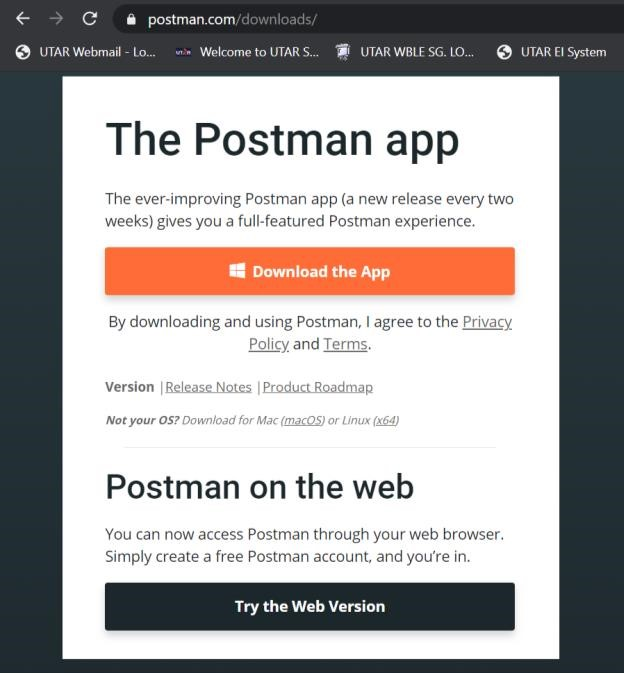 postman.com/downloads/
UTAR Webmail - Lo... UTAR Welcome to UTAR S... UTAR WBLE SG. LO... UTAR EI System
The Postman app
The ever-improving Postman app (a new release every two
weeks) gives you a full-featured Postman experience.
Download the App
By downloading and using Postman, I agree to the Privacy
Policy and Terms.
Version | Release Notes | Product Roadmap
Not your OS? Download for Mac (macOS) or Linux (x64)
Postman on the web
You can now access Postman through your web browser.
Simply create a free Postman account, and you’re in.
Try the Web Version